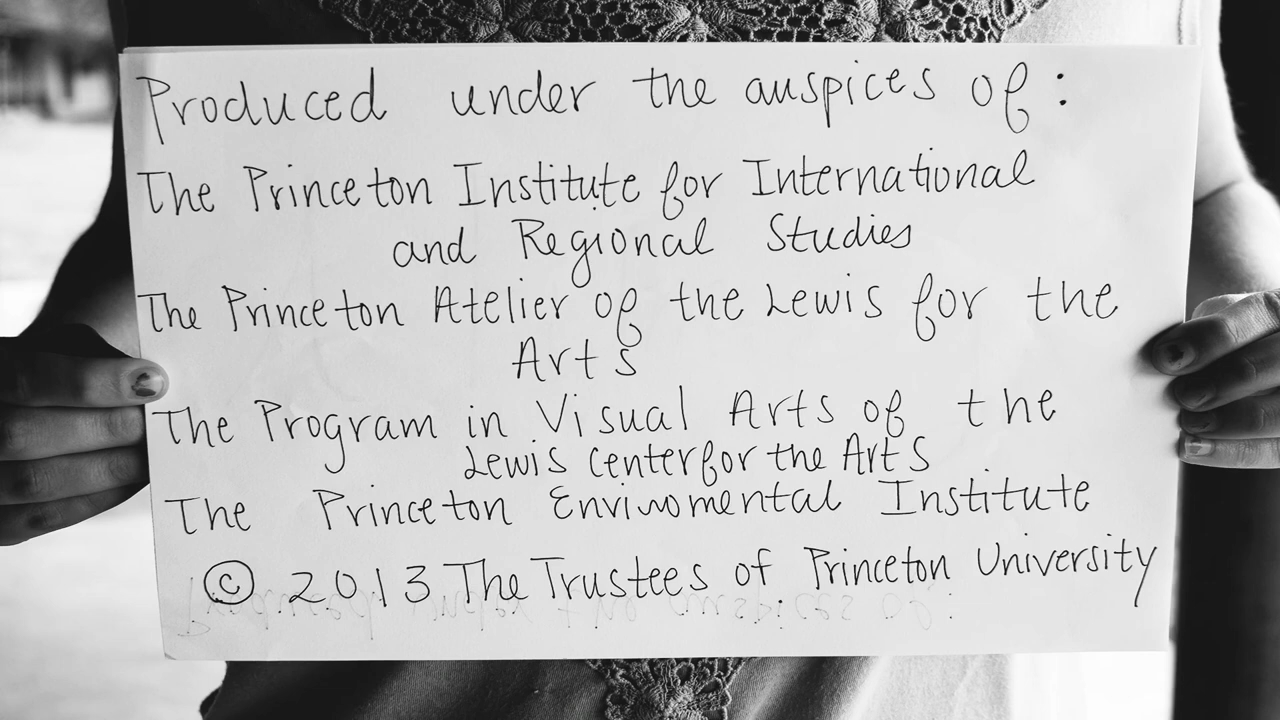 Produced under the auspices of:
The Princeton Institute for International
and Regional Studies
The Princeton Atelier of the Lewis for the
Arts
The Program in Visual Arts of the
Lewis Center for the Arts
The Princeton Enviromental Institute
© 2013 The Trustees of Princeton University